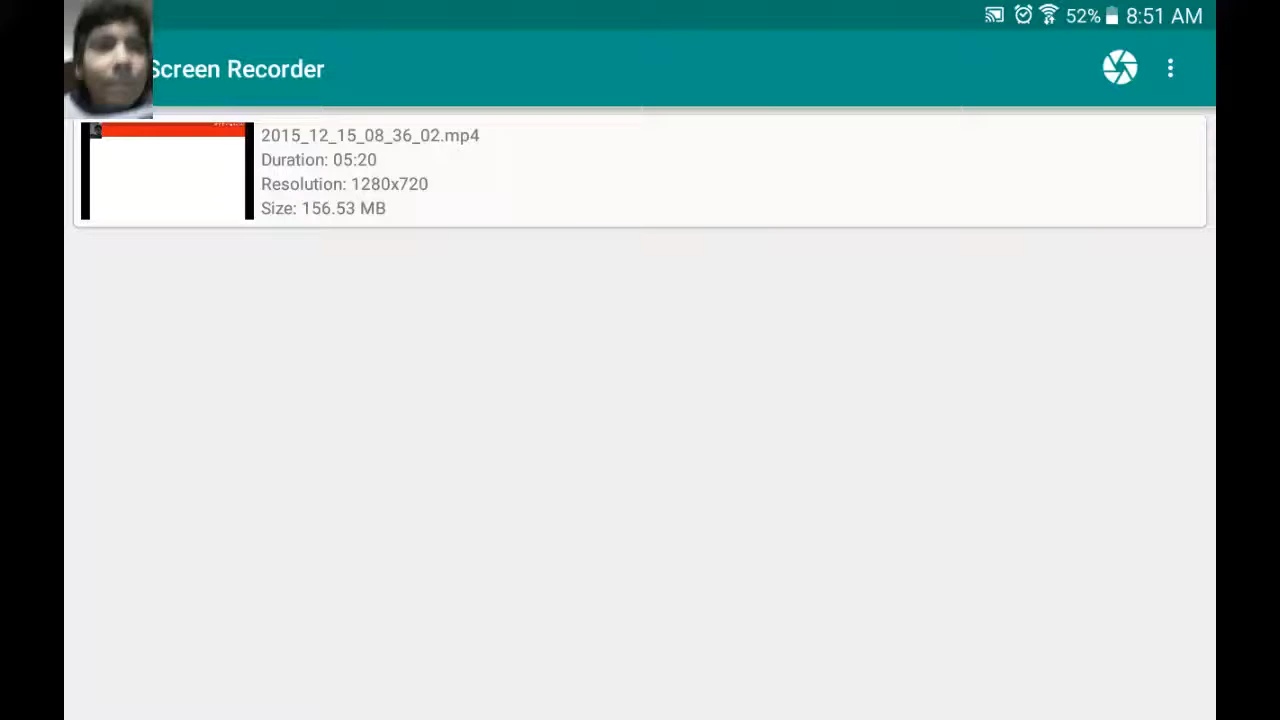 52% 8:51 AM
Screen Recorder
2015_12_15_08_36_02.mp4
Duration: 05:20
Resolution: 1280x720
Size: 156.53 MB